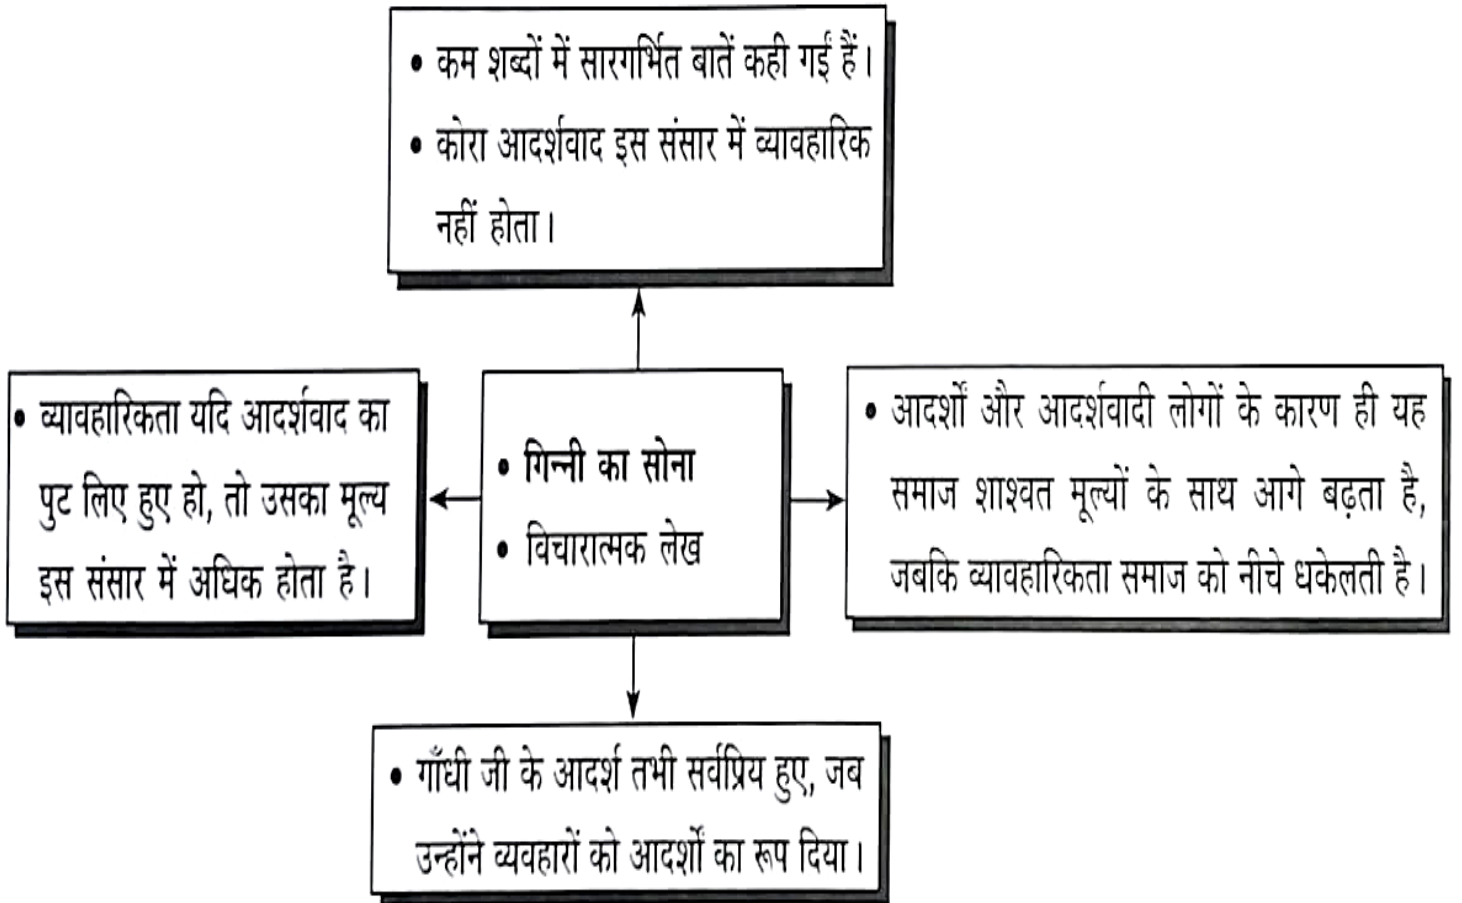 • कम शब्दों में सारगर्भित बातें कही गईं हैं।
• कोरा आदर्शवाद इस संसार में व्यावहारिक
नहीं होता।
• व्यावहारिकता यदि आदर्शवाद का
पुट लिए हुए हो, तो उसका मूल्य
इस संसार में अधिक होता है।
• गिन्नी का सोना
• विचारात्मक लेख
• आदर्शों और आदर्शवादी लोगों के कारण ही यह
समाज शाश्वत मूल्यों के साथ आगे बढ़ता है,
जबकि व्यावहारिकता समाज को नीचे धकेलती है।
• गाँधी जी के आदर्श तभी सर्वप्रिय हुए, जब
उन्होंने व्यवहारों को आदर्शों का रूप दिया।